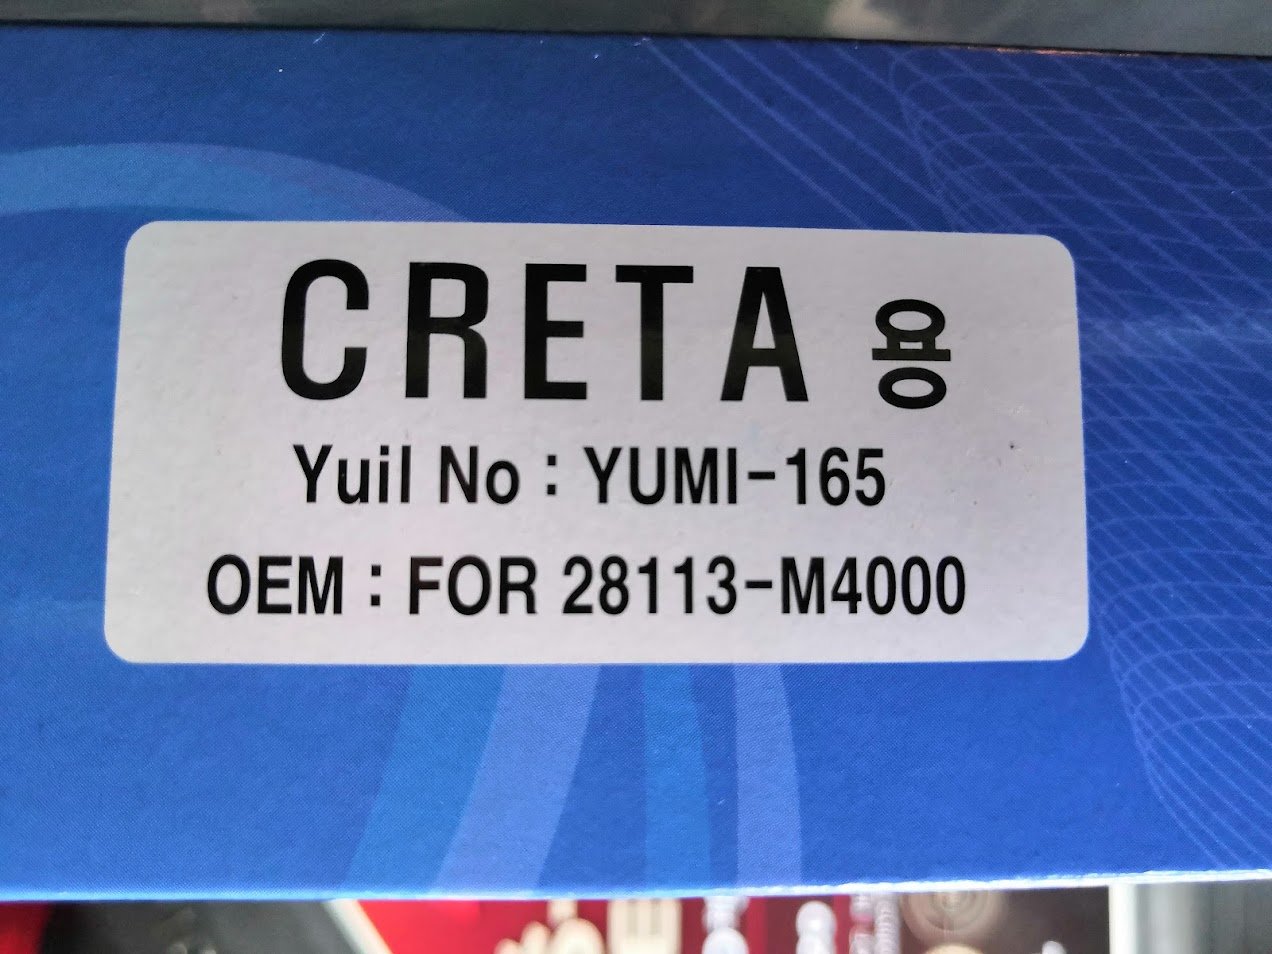 CRETA 용
Yuil No : YUMI-165
OEM : FOR 28113-M4000